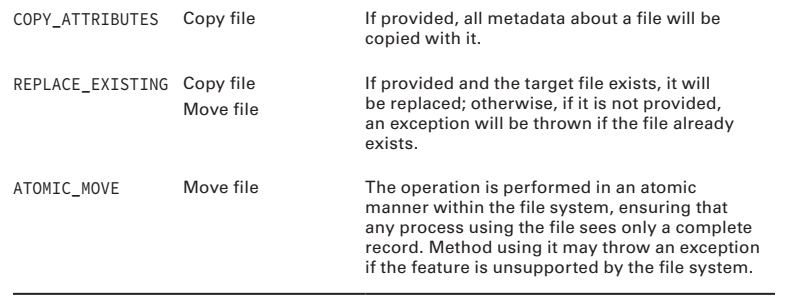 COPY_ATTRIBUTES Copy file If provided, all metadata about a file will be
copied with it.
REPLACE_EXISTING Copy file If provided and the target file exists, it will
Move file be replaced; otherwise, if it is not provided,
an exception will be thrown if the file already
exists.
ATOMIC_MOVE Move file The operation is performed in an atomic
manner within the file system, ensuring that
any process using the file sees only a complete
record. Method using it may throw an exception
if the feature is unsupported by the file system.